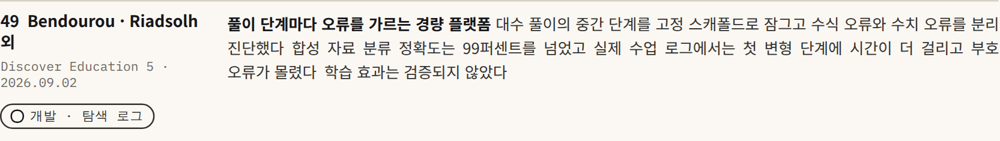 49 Bendourou · Riadsolh
외
Discover Education 5 ·
2026.09.02
개발 · 탐색 로그
풀이 단계마다 오류를 가르는 경량 플랫폼 대수 풀이의 중간 단계를 고정 스캐폴드로 잠그고 수식 오류와 수치 오류를 분리
진단했다 합성 자료 분류 정확도는 99퍼센트를 넘었고 실제 수업 로그에서는 첫 변형 단계에 시간이 더 걸리고 부호
오류가 몰렸다 학습 효과는 검증되지 않았다